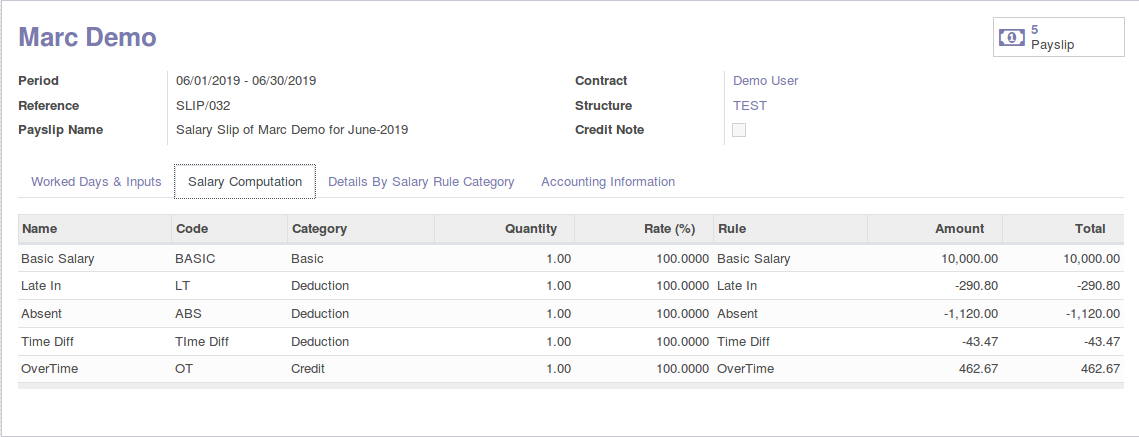 Marc Demo
5
Payslip
Period 06/01/2019 - 06/30/2019 Contract Demo User
Reference SLIP/032 Structure TEST
Payslip Name Salary Slip of Marc Demo for June-2019 Credit Note
Worked Days & Inputs Salary Computation Details By Salary Rule Category Accounting Information
Name Code Category Quantity Rate (%) Rule Amount Total
Basic Salary BASIC Basic 1.00 100.0000 Basic Salary 10,000.00 10,000.00
Late In LT Deduction 1.00 100.0000 Late In -290.80 -290.80
Absent ABS Deduction 1.00 100.0000 Absent -1,120.00 -1,120.00
Time Diff TIme Diff Deduction 1.00 100.0000 Time Diff -43.47 -43.47
OverTime OT Credit 1.00 100.0000 OverTime 462.67 462.67